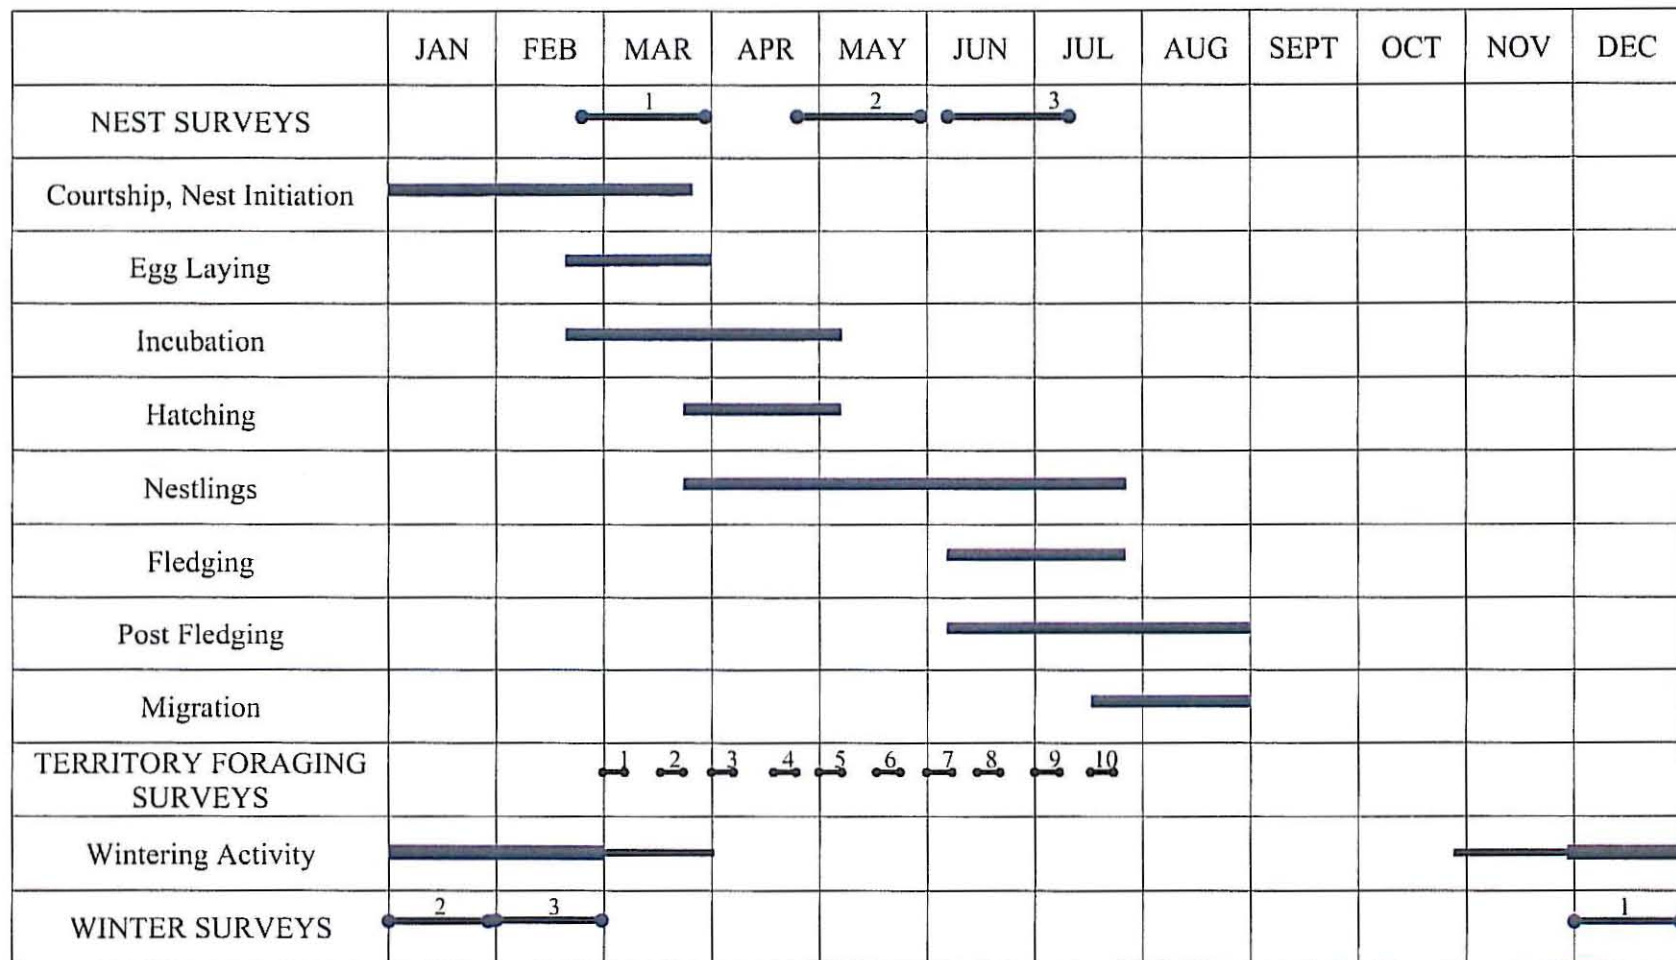 JAN FEB MAR APR MAY JUN JUL AUG SEPT OCT NOV DEC
NEST SURVEYS 1 2 3
Courtship, Nest Initiation
Egg Laying
Incubation
Hatching
Nestlings
Fledging
Post Fledging
Migration
TERRITORY FORAGING 1 2 3 4 5 6 7 8 9 10
SURVEYS
Wintering Activity
WINTER SURVEYS 2 3 1